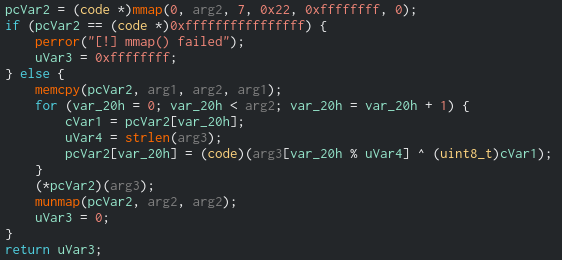 pcVar2 = (code *)mmap(0, arg2, 7, 0x22, 0xffffffff, 0);
if (pcVar2 == (code *)0xffffffffffffffff) {
    perror("[!] mmap() failed");
    uVar3 = 0xffffffff;
} else {
    memcpy(pcVar2, arg1, arg2, arg1);
    for (var_20h = 0; var_20h < arg2; var_20h = var_20h + 1) {
        cVar1 = pcVar2[var_20h];
        uVar4 = strlen(arg3);
        pcVar2[var_20h] = (code)(arg3[var_20h % uVar4] ^ (uint8_t)cVar1);
    }
    (*pcVar2)(arg3);
    munmap(pcVar2, arg2, arg2);
    uVar3 = 0;
}
return uVar3;